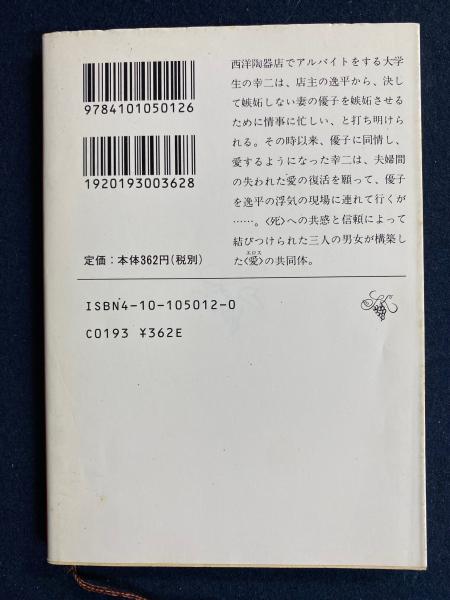 9784101050126
1920193003628
定価：本体362円(税別)
西洋陶器店でアルバイトをする大学
生の幸二は、店主の逸平から、決し
て嫉妬しない妻の優子を嫉妬させる
ために情事に忙しい、と打ち明けら
れる。その時以来、優子に同情し、
愛するようになった幸二は、夫婦間
の失われた愛の復活を願って、優子
を逸平の浮気の現場に連れて行くが
……。〈死〉への共感と信頼によって
結びつけられた三人の男女が構築し
エロス
た〈愛〉の共同体。
ISBN4-10-105012-0
C0193 ¥362E